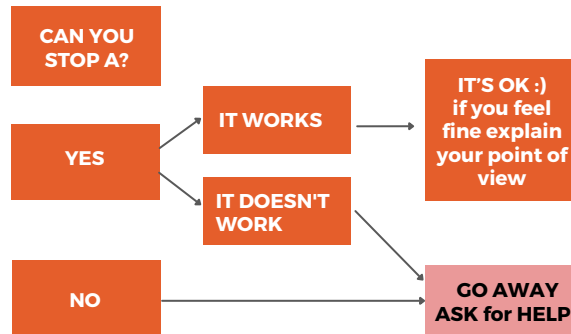 CAN YOU
STOP A?
YES
NO
IT WORKS
IT DOESN'T
WORK
IT'S OK :)
if you feel
fine explain
your point of
view
GO AWAY
ASK for HELP